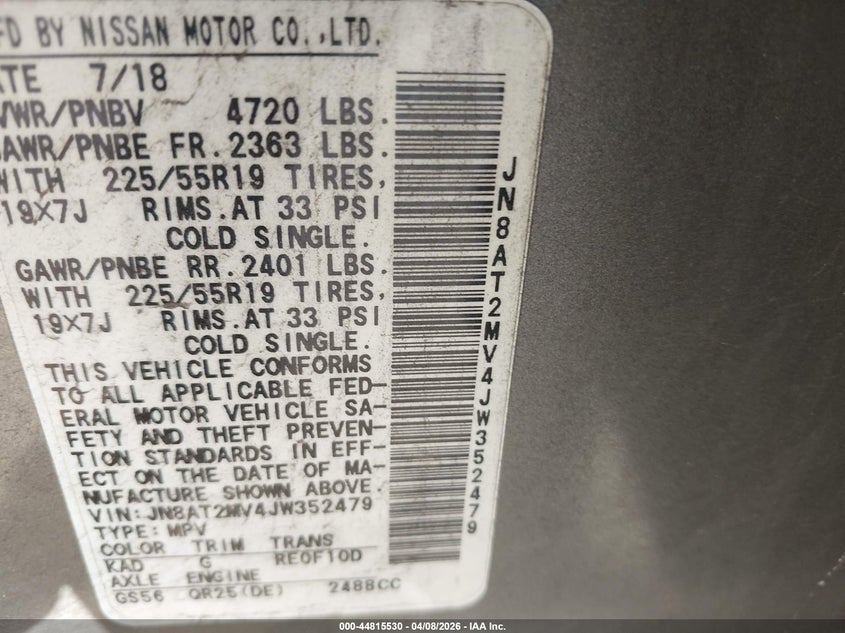 FD BY NISSAN MOTOR CO.,LTD.
ATE 7/18
VWR/PNBV 4720 LBS.
AWR/PNBE FR. 2363 LBS.
WITH 225/55R19 TIRES,
19X7J RIMS. AT 33 PSI
COLD SINGLE.
GAWR/PNBE RR. 2401 LBS.
WITH 225/55R19 TIRES,
19X7J RIMS. AT 33 PSI
COLD SINGLE.
THIS VEHICLE CONFORMS
TO ALL APPLICABLE FED-
ERAL MOTOR VEHICLE SA-
FETY AND THEFT PREVEN-
TION STANDARDS IN EFF-
ECT ON THE DATE OF MA-
NUFACTURE SHOWN ABOVE.
VIN:JN8AT2MV4JW352479
TYPE: MPV
COLOR TRIM TRANS
KAD G RE0F10D
AXLE ENGINE
GS56 QR25(DE) 2488CC
JN8AT2MV4JW352479
000-44815530 - 04/08/2026 - IAA Inc.